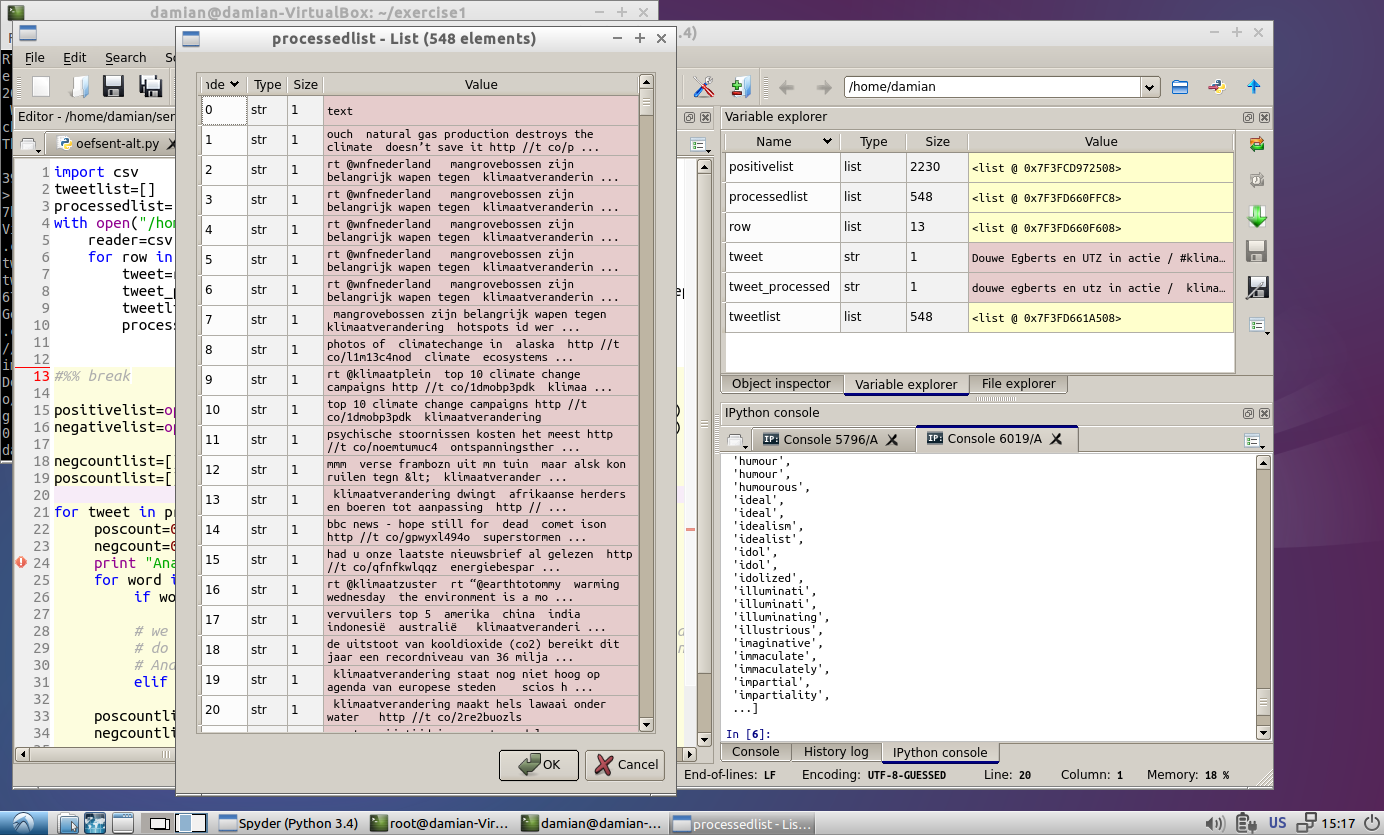 damian@damian-VirtualBox: ~/exercise1
processedlist - List (548 elements)
File Edit Search
/home/damian
Editor - /home/damian/ser
oefsent-alt.py
1 import csv
2 tweetlist=[]
3 processedlist=
4 with open("/hom
5 reader=csv
6 for row in
7 tweet=r
8 tweet_p
9 tweetli
10 process
11
12
13 #%% break
14
15 positivelist=op
16 negativelist=op
17
18 negcountlist=[]
19 poscountlist=[
20
21 for tweet in pr
22 poscount=0
23 negcount=0
24 print "Ana
25 for word i
26 if wo
27
28 # we
29 # do
30 # And
31 elif
32
33 poscountli
34 negcountli
nde Type Size Value
0 str 1 text
1 str 1 ouch natural gas production destroys the
climate doesn’t save it http //t co/p ...
2 str 1 rt @wnfnederland mangrovebossen zijn
belangrijk wapen tegen klimaatveranderin ...
3 str 1 rt @wnfnederland mangrovebossen zijn
belangrijk wapen tegen klimaatveranderin ...
4 str 1 rt @wnfnederland mangrovebossen zijn
belangrijk wapen tegen klimaatveranderin ...
5 str 1 rt @wnfnederland mangrovebossen zijn
belangrijk wapen tegen klimaatveranderin ...
6 str 1 rt @wnfnederland mangrovebossen zijn
belangrijk wapen tegen klimaatveranderin ...
7 str 1 mangrovebossen zijn belangrijk wapen tegen
klimaatverandering hotspots id wer ...
8 str 1 photos of climatechange in alaska http //t
co/l1m13c4nod climate ecosystems ...
9 str 1 rt @klimaatplein top 10 climate change
campaigns http //t co/1dmobp3pdk klimaa ...
10 str 1 top 10 climate change campaigns http //t
co/1dmobp3pdk klimaatverandering
11 str 1 psychische stoornissen kosten het meest http
//t co/noemtumuc4 ontspanningsther ...
12 str 1 mmm verse frambozn uit mn tuin maar alsk kon
ruilen tegn &lt; klimaatverander ...
13 str 1 klimaatverandering dwingt afrikaanse herders
en boeren tot aanpassing http // ...
14 str 1 bbc news - hope still for dead comet ison
http //t co/gpwyxl494o superstormen ...
15 str 1 had u onze laatste nieuwsbrief al gelezen http
//t co/qfnfkwlqqz energiebespar ...
16 str 1 rt @klimaatzuster rt “@earthtotommy warming
wednesday the environment is a mo ...
17 str 1 vervuilers top 5 amerika china india
indonesië australië klimaatveranderi ...
18 str 1 de uitstoot van kooldioxide (co2) bereikt dit
jaar een recordniveau van 36 milja ...
19 str 1 klimaatverandering staat nog niet hoog op
agenda van europese steden scios h ...
20 str 1 klimaatverandering maakt hels lawaai onder
water http //t co/2re2buozls
OK Cancel
Variable explorer
Name Type Size Value
positivelist list 2230 <list @ 0x7F3FCD972508>
processedlist list 548 <list @ 0x7F3FD660FFC8>
row list 13 <list @ 0x7F3FD660F608>
tweet str 1 Douwe Egberts en UTZ in actie / #klima…
tweet_processed str 1 douwe egberts en utz in actie / klima…
tweetlist list 548 <list @ 0x7F3FD661A508>
Object inspector Variable explorer File explorer
IPython console
IP: Console 5796/A IP: Console 6019/A
'humour',
'humour',
'humourous',
'ideal',
'ideal',
'idealism',
'idealist',
'idol',
'idol',
'idolized',
'illuminati',
'illuminati',
'illuminating',
'illustrious',
'imaginative',
'immaculate',
'immaculately',
'impartial',
'impartiality',
...]
In [6]:
Console History log IPython console
End-of-lines: LF Encoding: UTF-8-GUESSED Line: 20 Column: 1 Memory: 18 %
Spyder (Python 3.4) root@damian-Vir... damian@damian-... processedlist - Lis... US 15:17